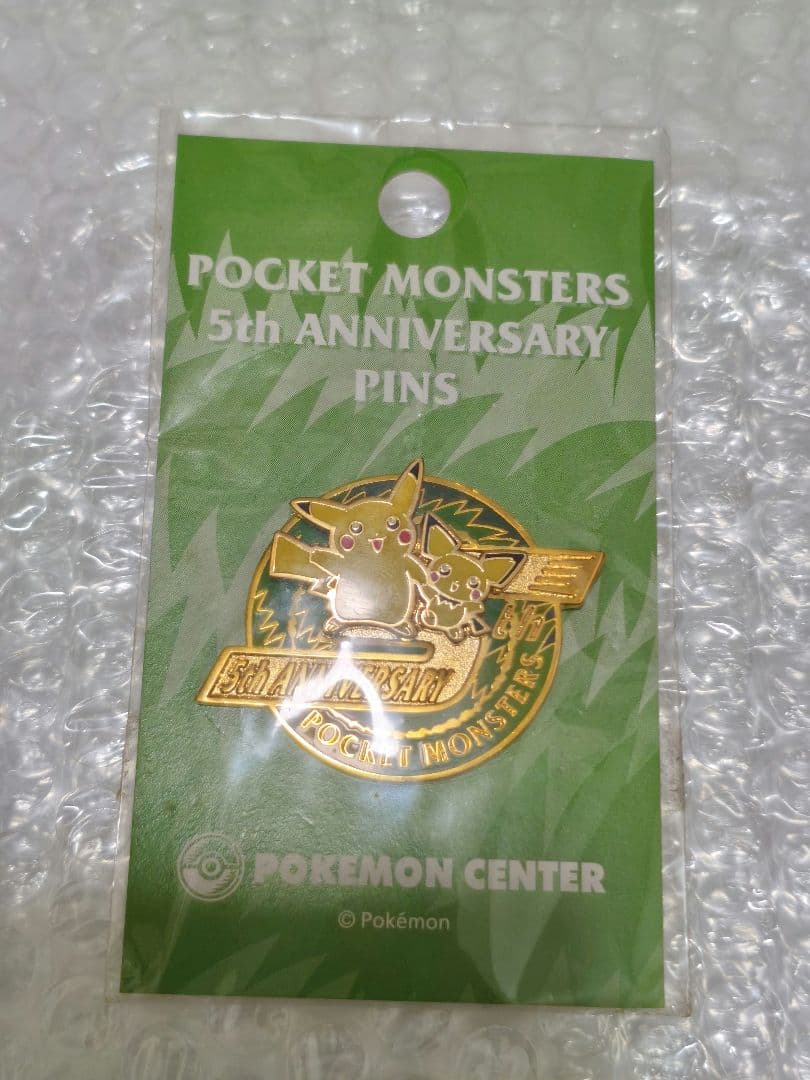 POCKET MONSTERS
5th ANNIVERSARY
PINS
5th ANNIVERSARY
POCKET MONSTERS
POKEMON CENTER
© Pokémon